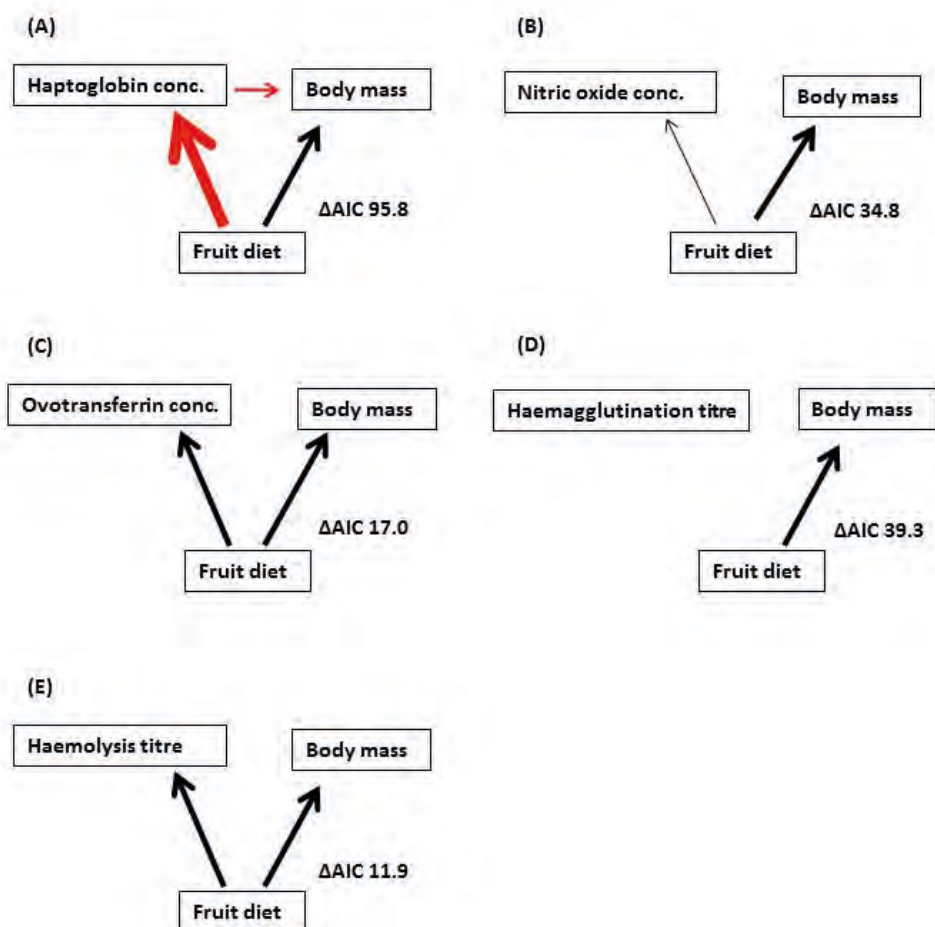 (A)
Haptoglobin conc.
Body mass
ΔAIC 95.8
Fruit diet
(B)
Nitric oxide conc.
Body mass
ΔAIC 34.8
Fruit diet
(C)
Ovotransferrin conc.
Body mass
ΔAIC 17.0
Fruit diet
(D)
Haemagglutination titre
Body mass
ΔAIC 39.3
Fruit diet
(E)
Haemolysis titre
Body mass
ΔAIC 11.9
Fruit diet